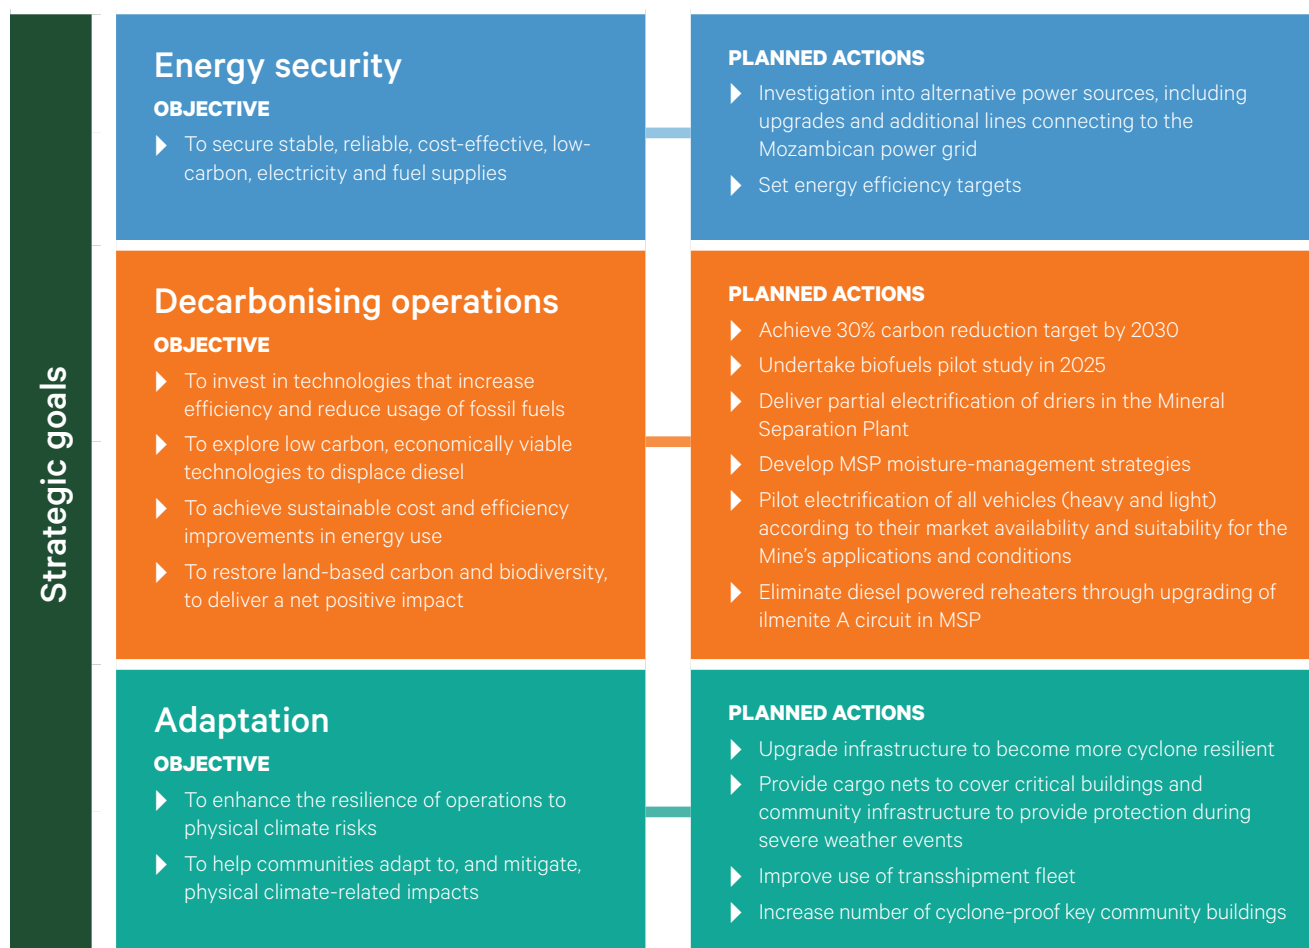 Strategic goals
Energy security
OBJECTIVE
To secure stable, reliable, cost-effective, low-
carbon, electricity and fuel supplies
PLANNED ACTIONS
Investigation into alternative power sources, including
upgrades and additional lines connecting to the
Mozambican power grid
Set energy efficiency targets
Decarbonising operations
OBJECTIVE
To invest in technologies that increase
efficiency and reduce usage of fossil fuels
To explore low carbon, economically viable
technologies to displace diesel
To achieve sustainable cost and efficiency
improvements in energy use
To restore land-based carbon and biodiversity,
to deliver a net positive impact
PLANNED ACTIONS
Achieve 30% carbon reduction target by 2030
Undertake biofuels pilot study in 2025
Deliver partial electrification of driers in the Mineral
Separation Plant
Develop MSP moisture-management strategies
Pilot electrification of all vehicles (heavy and light)
according to their market availability and suitability for the
Mine's applications and conditions
Eliminate diesel powered reheaters through upgrading of
ilmenite A circuit in MSP
Adaptation
OBJECTIVE
To enhance the resilience of operations to
physical climate risks
To help communities adapt to, and mitigate,
physical climate-related impacts
PLANNED ACTIONS
Upgrade infrastructure to become more cyclone resilient
Provide cargo nets to cover critical buildings and
community infrastructure to provide protection during
severe weather events
Improve use of transshipment fleet
Increase number of cyclone-proof key community buildings